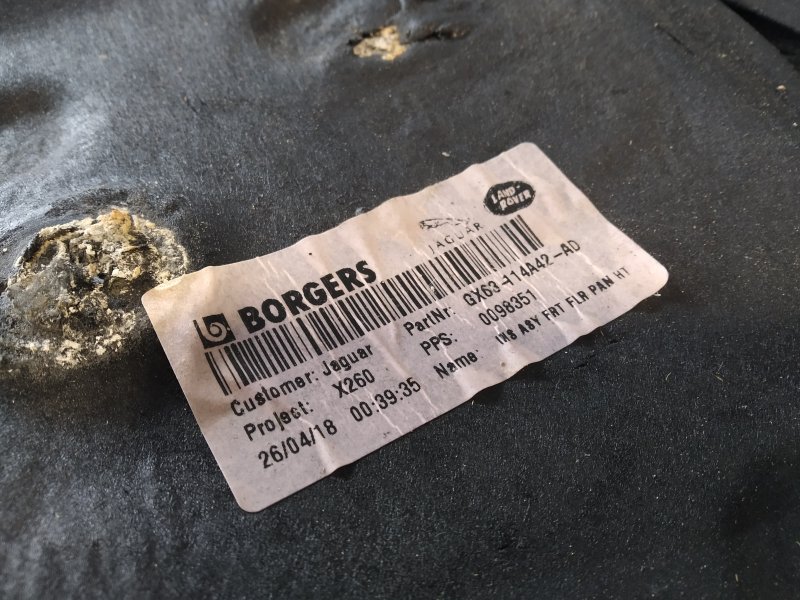 BORGERS
JAGUAR
LAND-
ROVER
Customer: Jaguar
PartNr: GX63-114A42-AD
Project: X260
PPS: 0098351
26/04/18 00:39:35
Name: INS ASY FRT FLR PAN HT